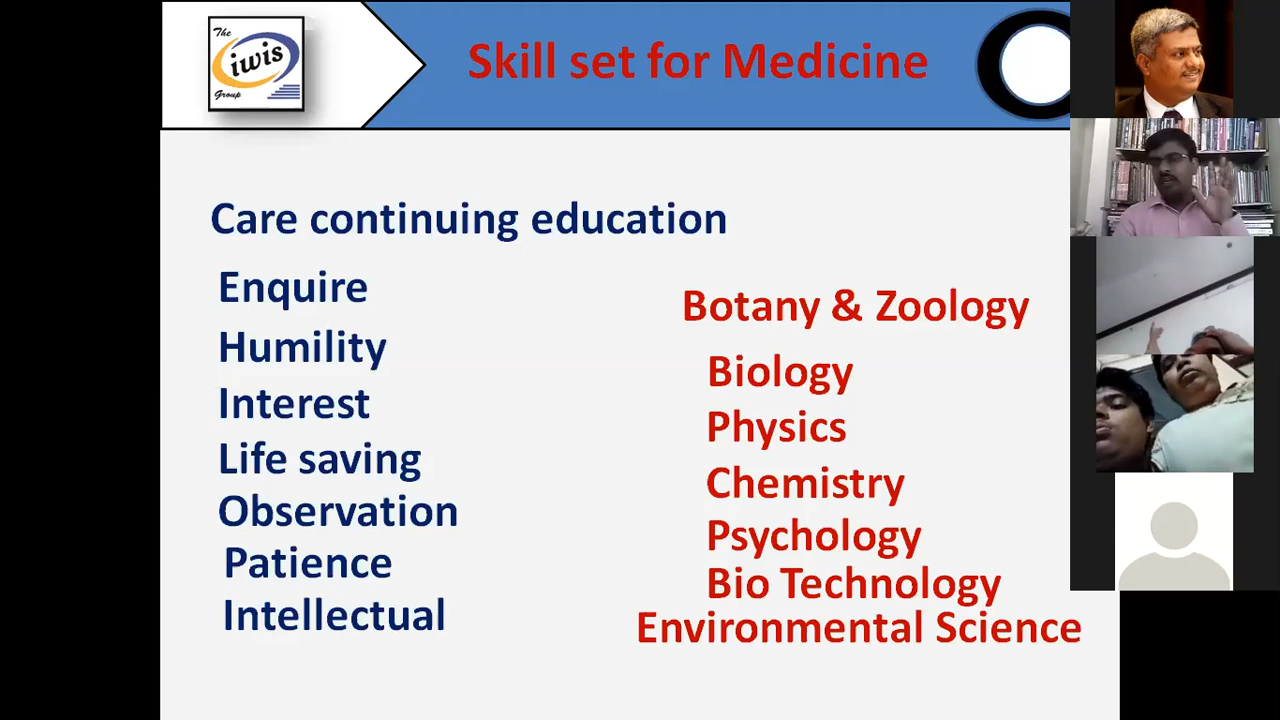 The
iwis
Group
Skill set for Medicine
Care continuing education
Enquire
Humility
Interest
Life saving
Observation
Patience
Intellectual
Botany & Zoology
Biology
Physics
Chemistry
Psychology
Bio Technology
Environmental Science